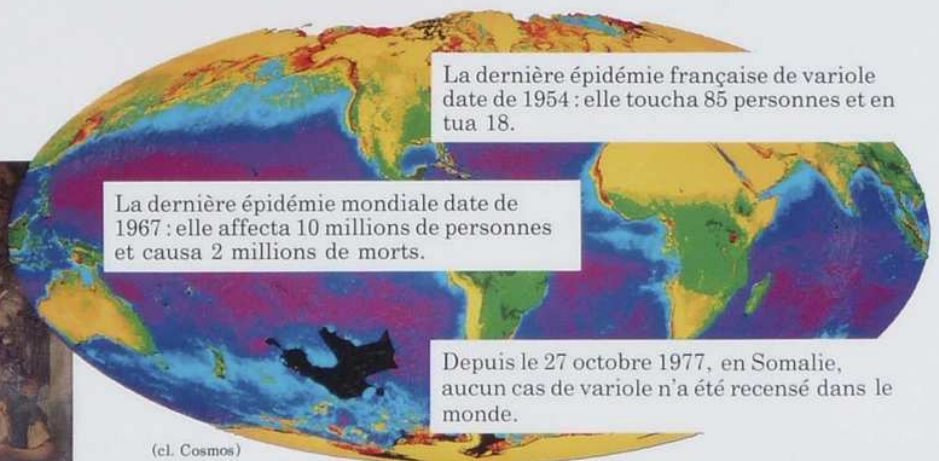 La dernière épidémie française de variole
date de 1954 : elle toucha 85 personnes et en
tua 18.
La dernière épidémie mondiale date de
1967 : elle affecta 10 millions de personnes
et causa 2 millions de morts.
Depuis le 27 octobre 1977, en Somalie,
aucun cas de variole n'a été recensé dans le
monde.
(cl. Cosmos)